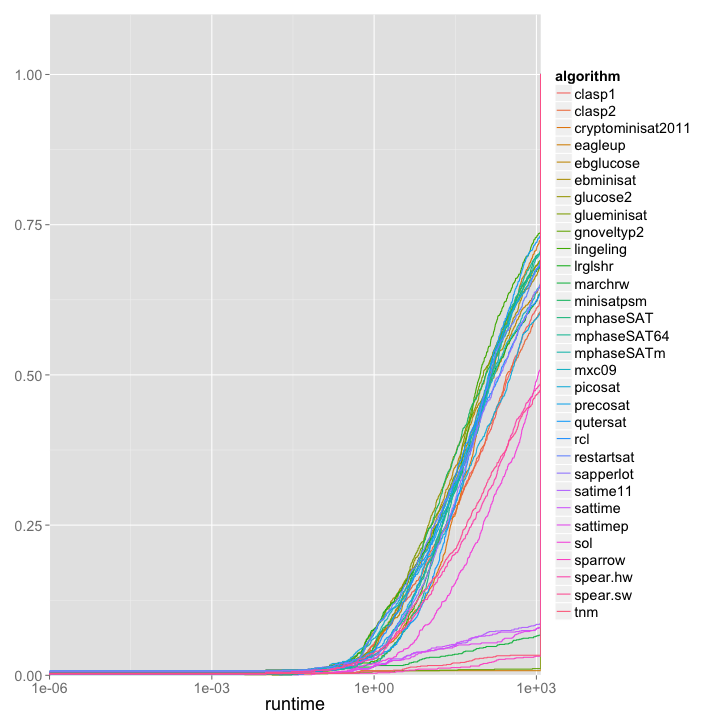 1.00
0.75
0.50
0.25
0.00
1e-06
1e-03
1e+00
1e+03
runtime
algorithm
clasp1
clasp2
cryptominisat2011
eagleup
ebglucose
ebminisat
glucose2
glueminisat
gnoveltyp2
lingeling
lrglshr
marchrw
minisatpsm
mphaseSAT
mphaseSAT64
mphaseSATm
mxc09
picosat
precosat
qutersat
rcl
restartsat
sapperlot
satime11
sattime
sattimep
sol
sparrow
spear.hw
spear.sw
tnm